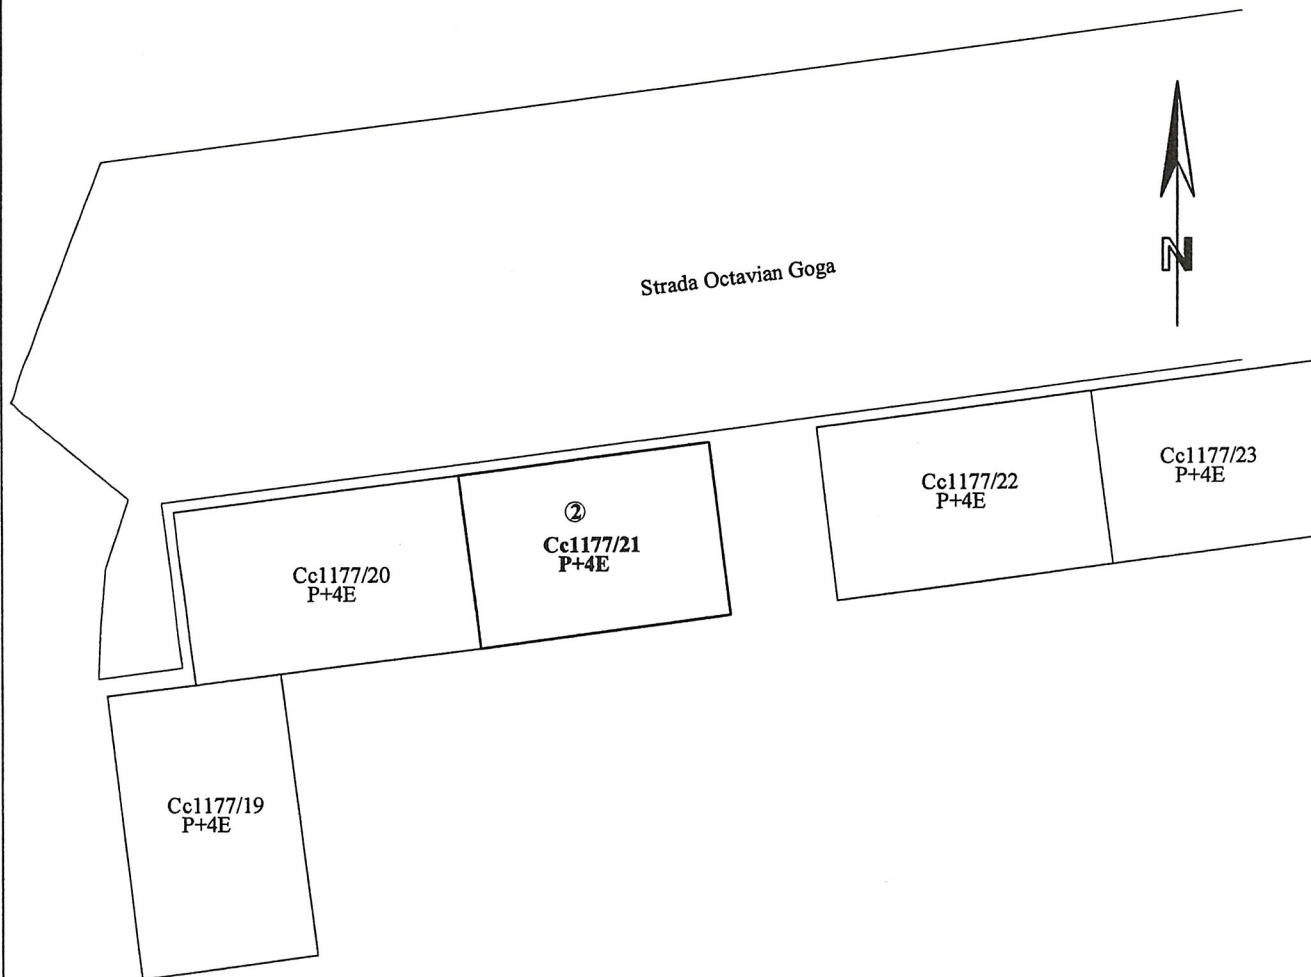 N
Strada Octavian Goga
Cc1177/23
P+4E
Cc1177/22
P+4E
②
Cc1177/21
P+4E
Cc1177/20
P+4E
Cc1177/19
P+4E